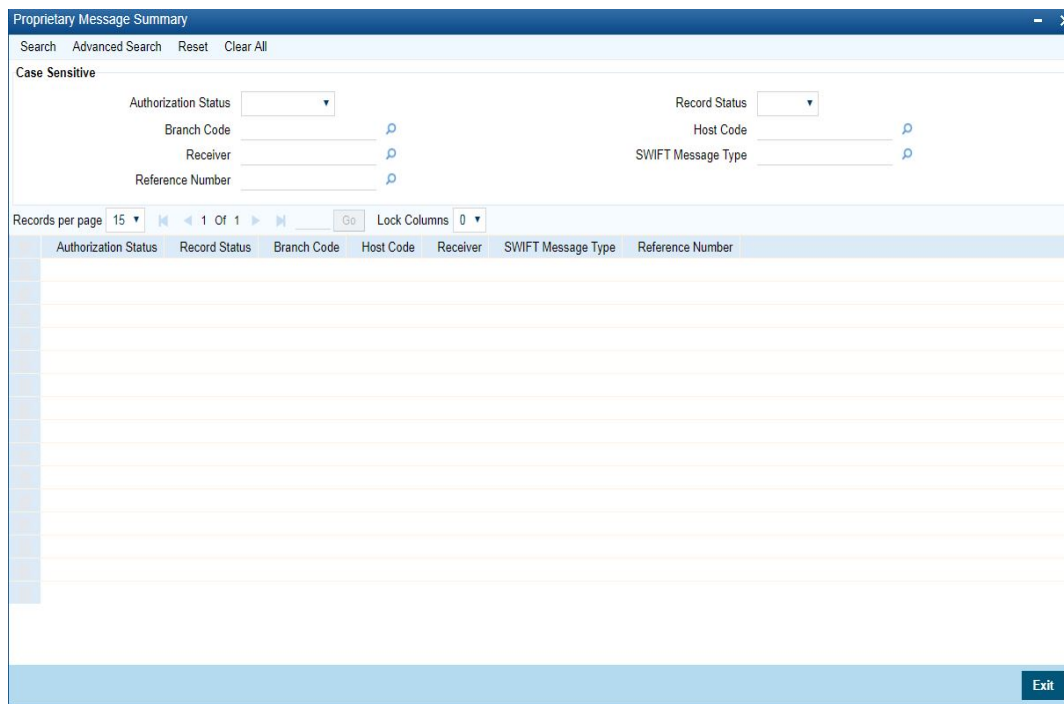 Proprietary Message Summary
Search Advanced Search Reset Clear All
Case Sensitive
Authorization Status Record Status
Branch Code Host Code
Receiver SWIFT Message Type
Reference Number
Records per page 15 1 Of 1 Go Lock Columns 0
Authorization Status Record Status Branch Code Host Code Receiver SWIFT Message Type Reference Number
Exit